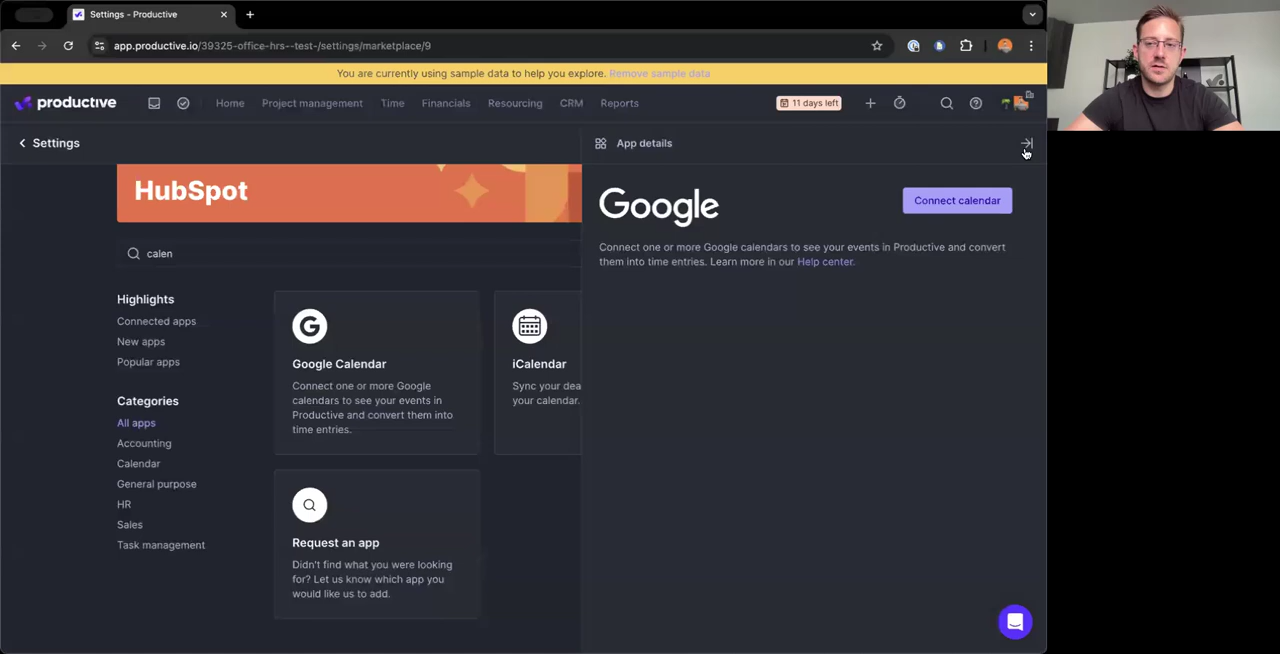 Settings - Productive
app.productive.io/39325-office-hrs--test-/settings/marketplace/9
You are currently using sample data to help you explore. Remove sample data
productive
Home
Project management
Time
Financials
Resourcing
CRM
Reports
11 days left
Settings
App details
HubSpot
Google
Connect calendar
Connect one or more Google calendars to see your events in Productive and convert
them into time entries. Learn more in our Help center.
calen
Highlights
Connected apps
New apps
Popular apps
Categories
All apps
Accounting
Calendar
General purpose
HR
Sales
Task management
G
Google Calendar
Connect one or more Google
calendars to see your events in
Productive and convert them into
time entries.
iCalendar
Sync your dea
your calendar.
Request an app
Didn't find what you were looking
for? Let us know which app you
would like us to add.